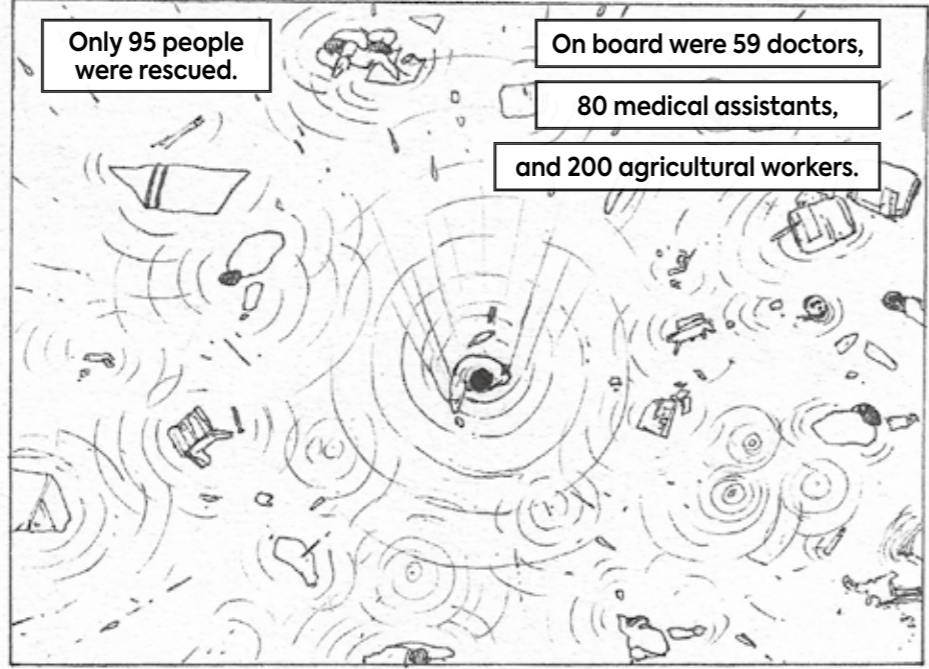 Only 95 people
were rescued.
On board were 59 doctors,
80 medical assistants,
and 200 agricultural workers.